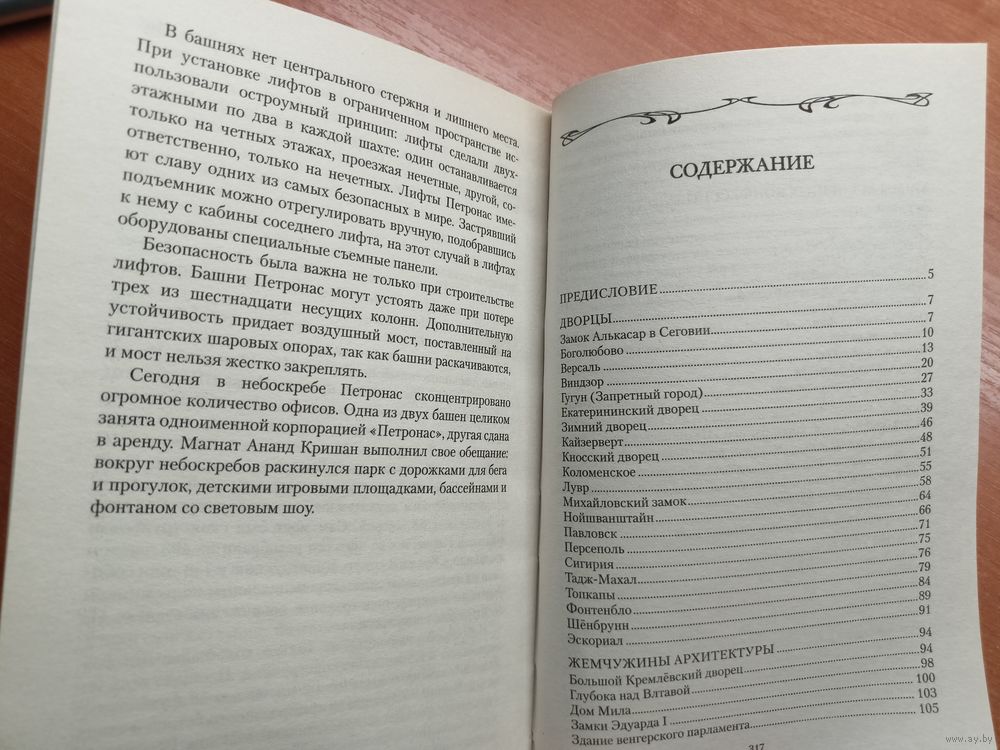 В башнях нет центрального стержня и лишнего места.
При установке лифтов в ограниченном пространстве ис-
пользовали остроумный принцип: лифты сделали двух-
этажными по два в каждой шахте: один останавливается
только на четных этажах, проезжая нечетные, другой, со-
ответственно, только на нечетных. Лифты Петронас име-
ют славу одних из самых безопасных в мире. Застрявший
подъемник можно отрегулировать вручную, подобравшись
к нему с кабины соседнего лифта, на этот случай в лифтах
оборудованы специальные съемные панели.
Безопасность была важна не только при строительстве
лифтов. Башни Петронас могут устоять даже при потере
трех из шестнадцати несущих колонн. Дополнительную
устойчивость придает воздушный мост, поставленный на
гигантских шаровых опорах, так как башни раскачиваются,
и мост нельзя жестко закреплять.
Сегодня в небоскребе Петронас сконцентрировано
огромное количество офисов. Одна из двух башен целиком
занята одноименной корпорацией «Петронас», другая сдана
в аренду. Магнат Ананд Кришан выполнил свое обещание:
вокруг небоскребов раскинулся парк с дорожками для бега
и прогулок, детскими игровыми площадками, бассейнами и
фонтаном со световым шоу.
СОДЕРЖАНИЕ
ПРЕДИСЛОВИЕ 5
ДВОРЦЫ 7
Замок Алькасар в Сеговии 7
Боголюбово 10
Версаль 13
Виндзор 20
Гугун (Запретный город) 27
Екатерининский дворец 33
Зимний дворец 39
Кайзерверт 46
Кносский дворец 48
Коломенское 51
Лувр 55
Михайловский замок 58
Нойшванштайн 64
Павловск 66
Персеполь 71
Сигирия 75
Тадж-Махал 76
Топкапы 79
Фонтенбло 84
Шёнбрунн 89
Эскориал 91
ЖЕМЧУЖИНЫ АРХИТЕКТУРЫ 94
Большой Кремлёвский дворец 94
Глубока над Влтавой 98
Дом Мила 100
Замки Эдуарда I 103
Здание венгерского парламента 105
317
www.ay.by